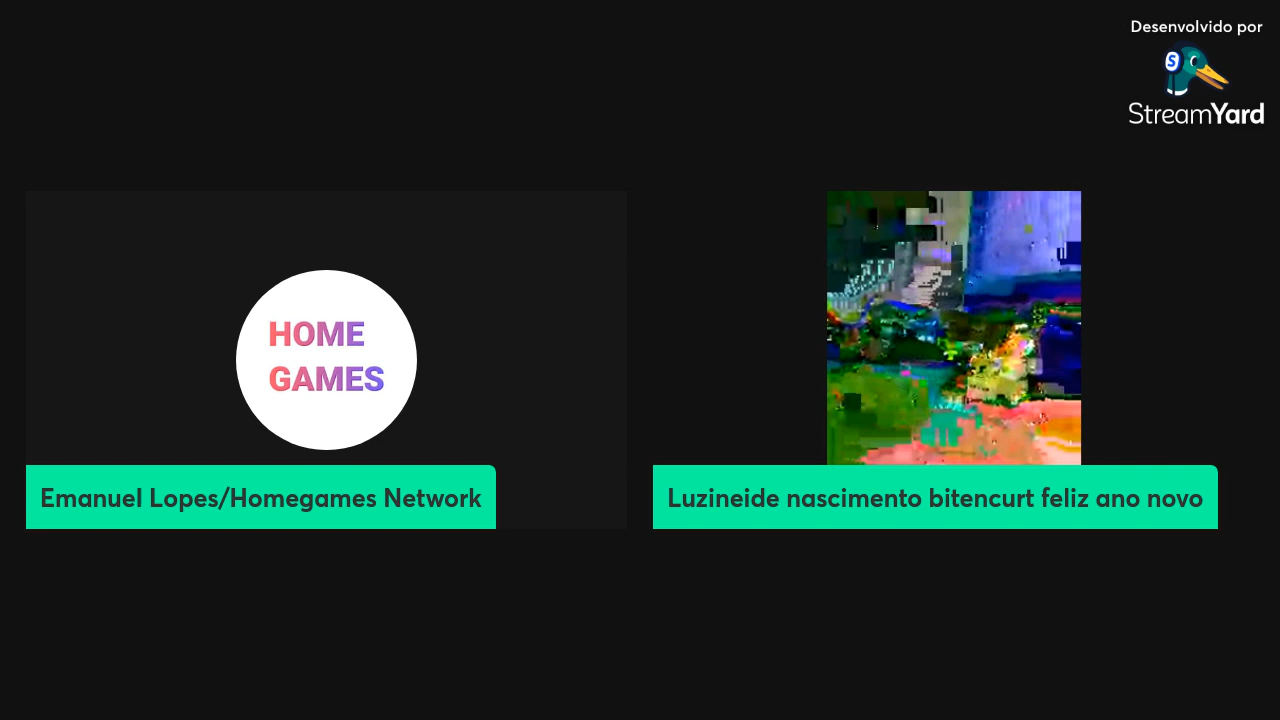 Desenvolvido por
StreamYard
HOME
GAMES
Emanuel Lopes/Homegames Network
Luzineide nascimento bitencurt feliz ano novo